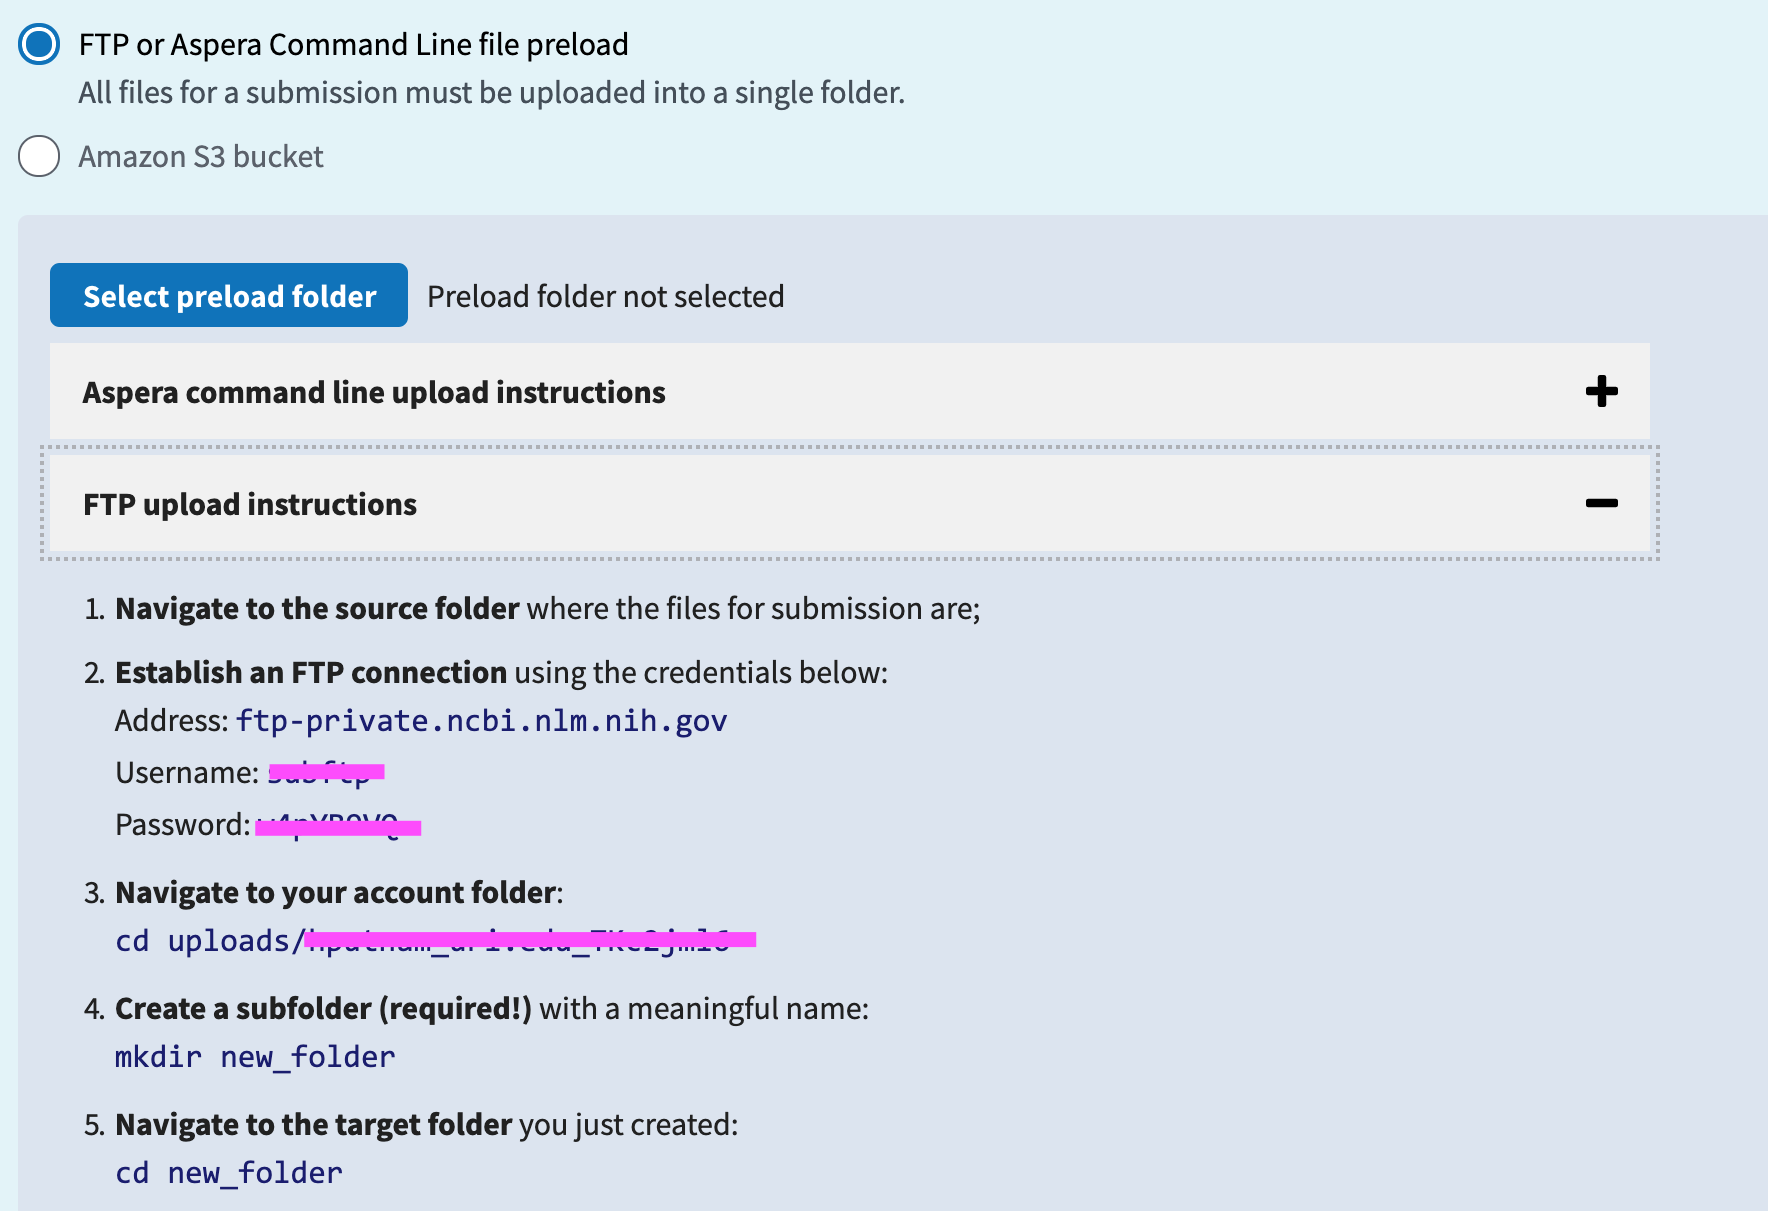 FTP or Aspera Command Line file preload
All files for a submission must be uploaded into a single folder.
Amazon S3 bucket
Select preload folder Preload folder not selected
Aspera command line upload instructions
FTP upload instructions
1. Navigate to the source folder where the files for submission are;
2. Establish an FTP connection using the credentials below:
Address: ftp-private.ncbi.nlm.nih.gov
Username:
Password:
3. Navigate to your account folder:
cd uploads/
4. Create a subfolder (required!) with a meaningful name:
mkdir new_folder
5. Navigate to the target folder you just created:
cd new_folder